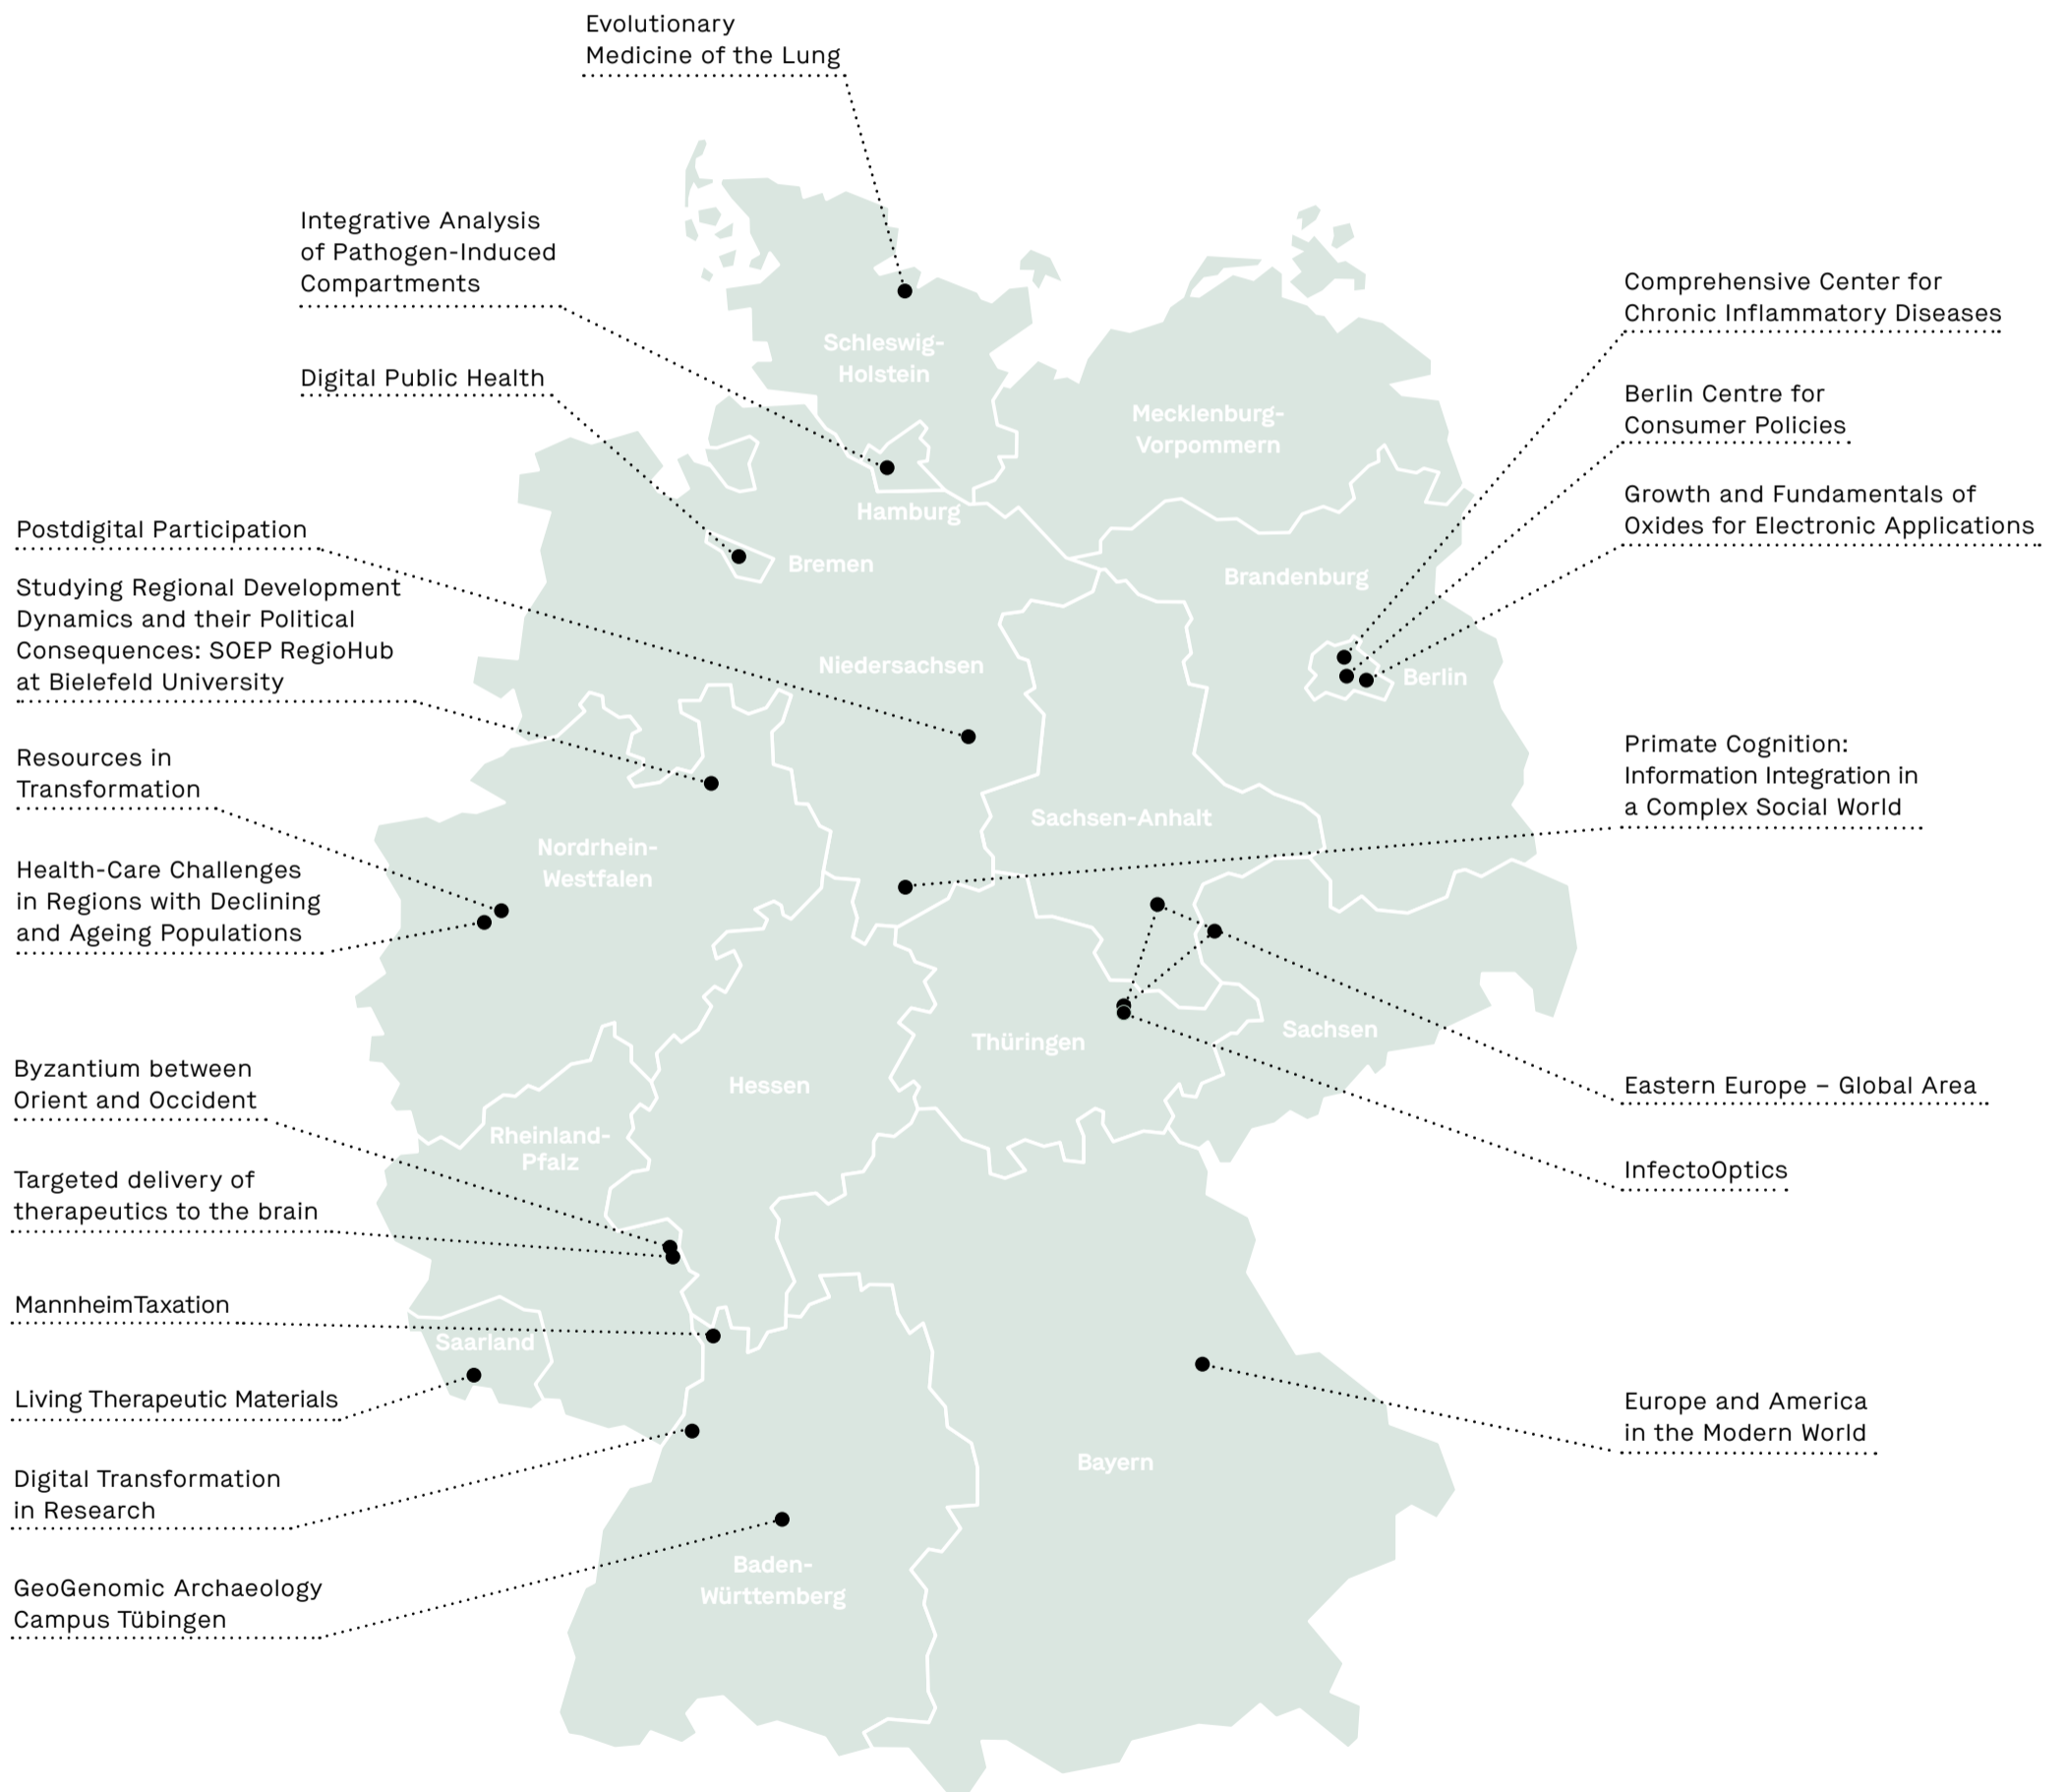 Evolutionary
Medicine of the Lung
Integrative Analysis
of Pathogen-Induced
Compartments
Digital Public Health
Postdigital Participation
Studying Regional Development
Dynamics and their Political
Consequences: SOEP RegioHub
at Bielefeld University
Resources in
Transformation
Health-Care Challenges
in Regions with Declining
and Ageing Populations
Byzantium between
Orient and Occident
Targeted delivery of
therapeutics to the brain
MannheimTaxation
Living Therapeutic Materials
Digital Transformation
in Research
GeoGenomic Archaeology
Campus Tübingen
Schleswig-
Holstein
Mecklenburg-
Vorpommern
Hamburg
Bremen
Brandenburg
Niedersachsen
Berlin
Sachsen-Anhalt
Nordrhein-
Westfalen
Sachsen
Thüringen
Hessen
Rheinland-
Pfalz
Saarland
Bayern
Baden-
Württemberg
Comprehensive Center for
Chronic Inflammatory Diseases
Berlin Centre for
Consumer Policies
Growth and Fundamentals of
Oxides for Electronic Applications
Primate Cognition:
Information Integration in
a Complex Social World
Eastern Europe – Global Area
InfectoOptics
Europe and America
in the Modern World